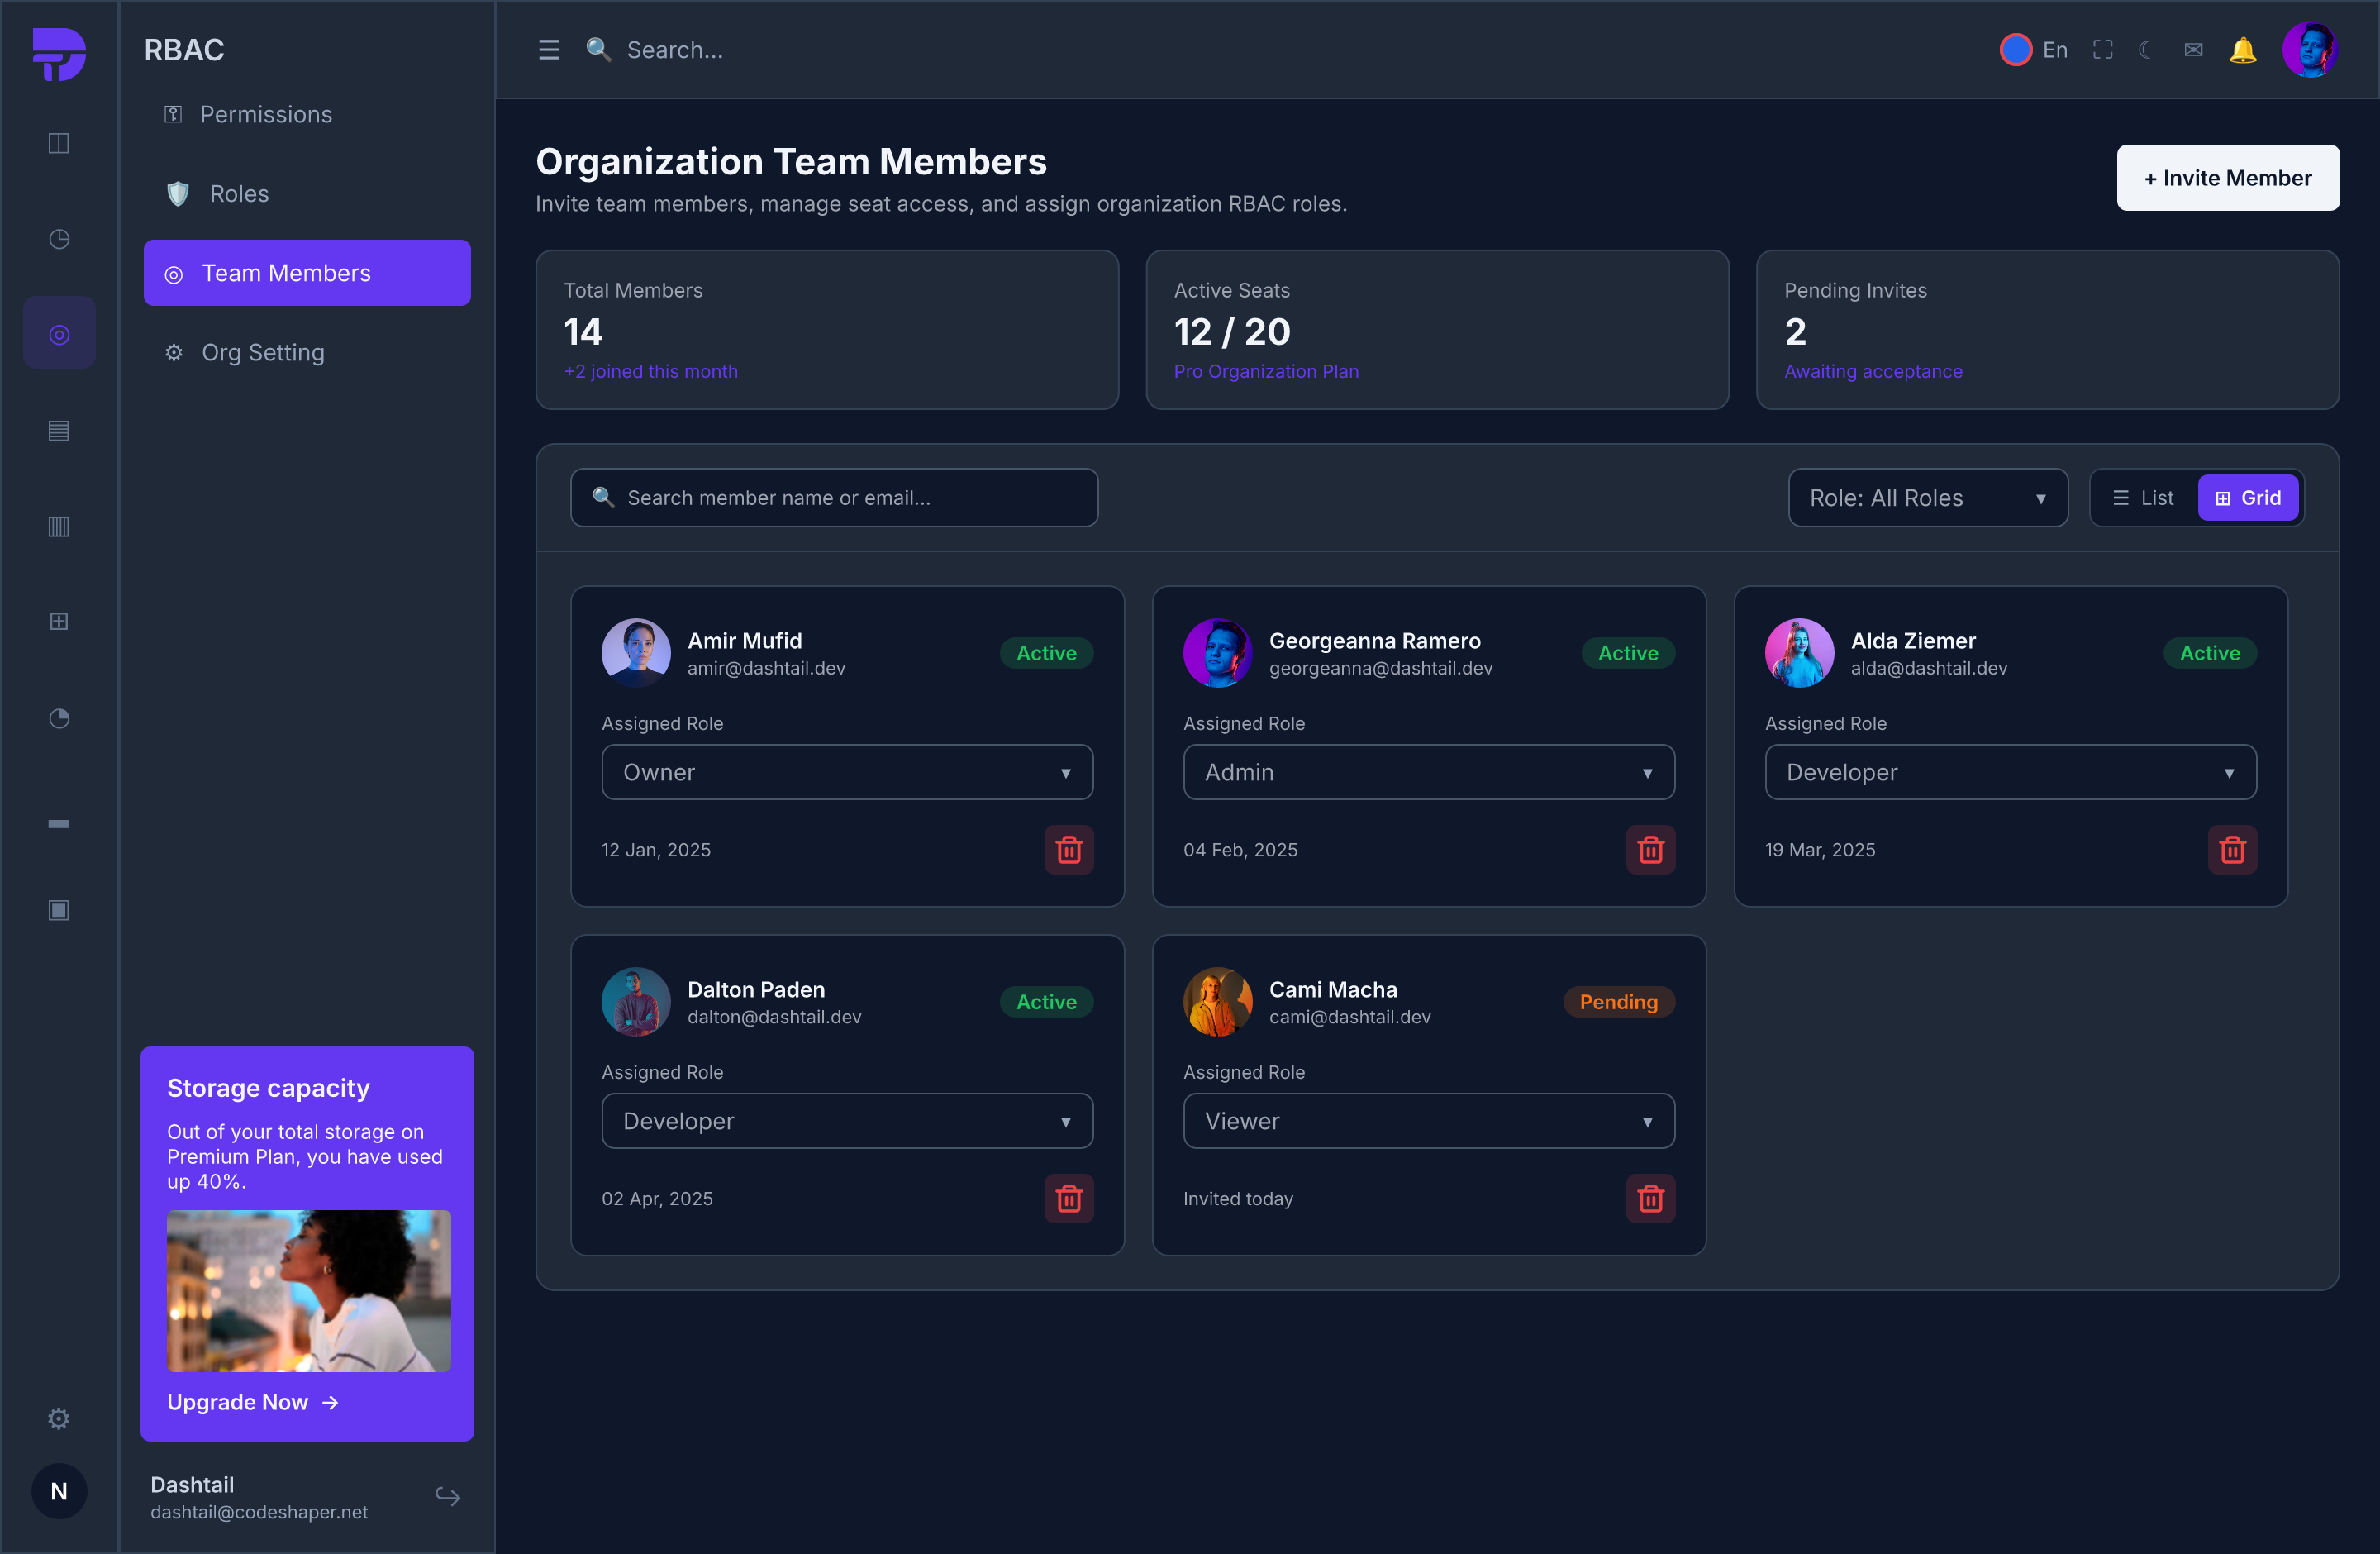 RBAC
Permissions
Roles
Team Members
Org Setting
Storage capacity
Out of your total storage on
Premium Plan, you have used
up 40%.
Upgrade Now →
N
Dashtail
dashtail@codeshaper.net
Search...
En
Organization Team Members
Invite team members, manage seat access, and assign organization RBAC roles.
+ Invite Member
Total Members
14
+2 joined this month
Active Seats
12 / 20
Pro Organization Plan
Pending Invites
2
Awaiting acceptance
Search member name or email...
Role: All Roles
List
Grid
Amir Mufid
amir@dashtail.dev
Active
Assigned Role
Owner
12 Jan, 2025
Georgeanna Ramero
georgeanna@dashtail.dev
Active
Assigned Role
Admin
04 Feb, 2025
Alda Ziemer
alda@dashtail.dev
Active
Assigned Role
Developer
19 Mar, 2025
Dalton Paden
dalton@dashtail.dev
Active
Assigned Role
Developer
02 Apr, 2025
Cami Macha
cami@dashtail.dev
Pending
Assigned Role
Viewer
Invited today